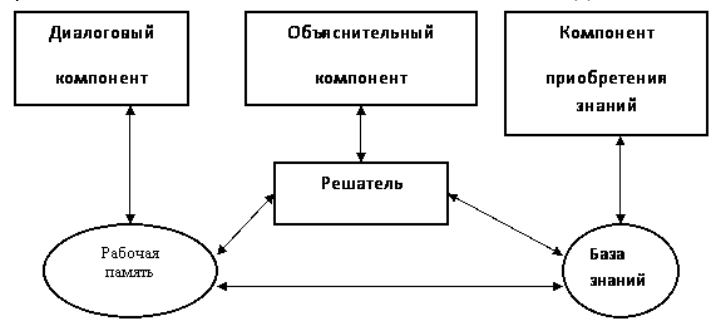 Диалоговый
компонент
Объяснительный
компонент
Компонент
приобретения
знаний
Решатель
Рабочая
память
База
знаний